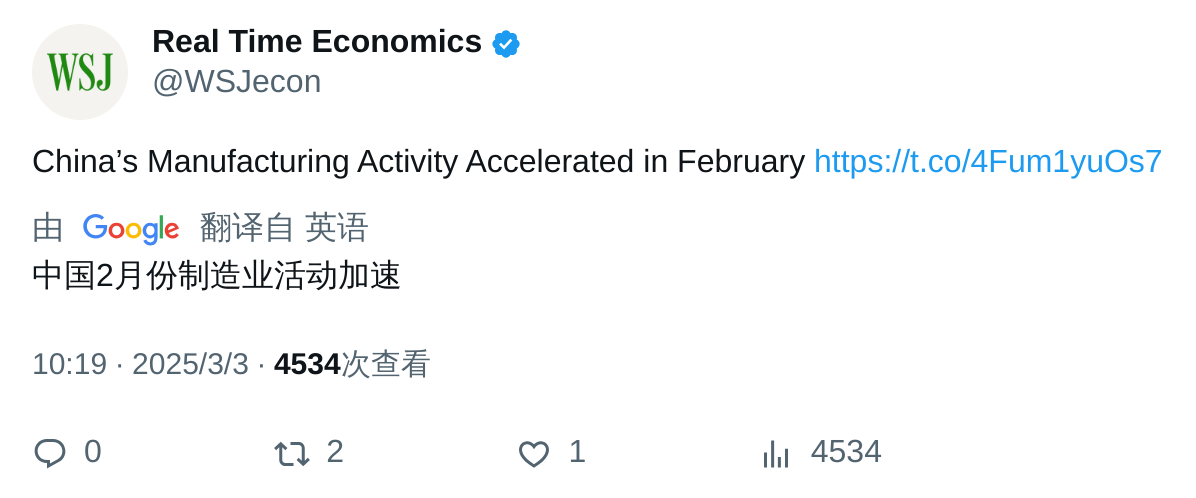 WSJ
Real Time Economics
@WSJecon
China’s Manufacturing Activity Accelerated in February https://t.co/4Fum1yuOs7
由 Google 翻译自 英语
中国2月份制造业活动加速
10:19 · 2025/3/3 · 4534次查看
0 2 1 4534